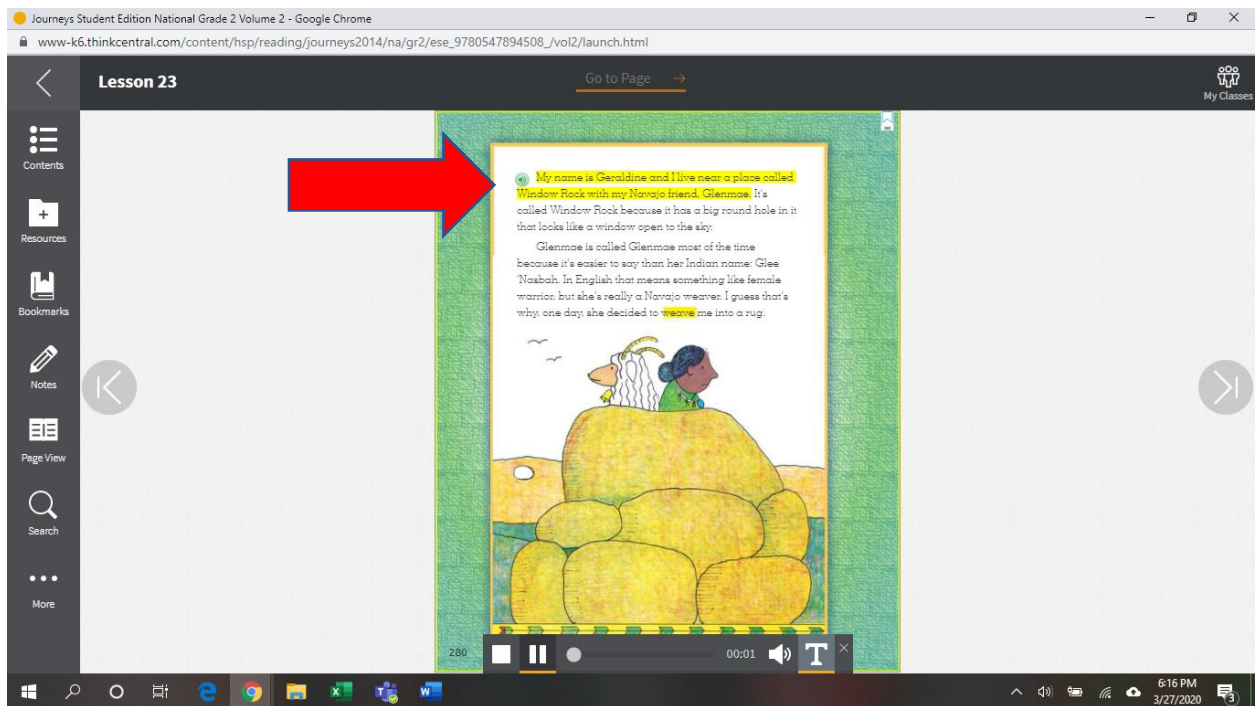 Journeys Student Edition National Grade 2 Volume 2 - Google Chrome
www-k6.thinkcentral.com/content/hsp/reading/journeys2014/na/gr2/ese_9780547894508_/vol2/launch.html
Lesson 23
Go to Page →
My Classes
Contents
Resources
Bookmarks
Notes
Page View
Search
More
My name is Geraldine and I live near a place called
Window Rock with my Navajo friend, Glenmae. It's
called Window Rock because it has a big round hole in it
that looks like a window open to the sky.
Glenmae is called Glenmae most of the time
because it's easier to say than her Indian name: Glee
'Nasbah. In English that means something like female
warrior, but she's really a Navajo weaver. I guess that's
why, one day, she decided to weave me into a rug.
280
00:01
T
6:16 PM
3/27/2020
3